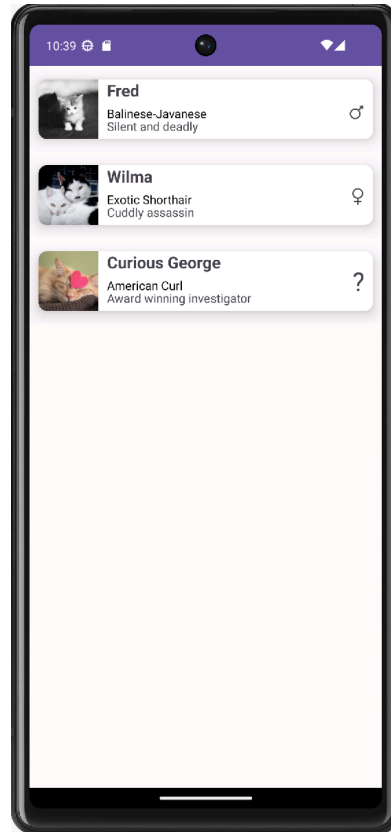 10:39
Fred
Balinese-Javanese
Silent and deadly
♂
Wilma
Exotic Shorthair
Cuddly assassin
♀
Curious George
American Curl
Award winning investigator
?